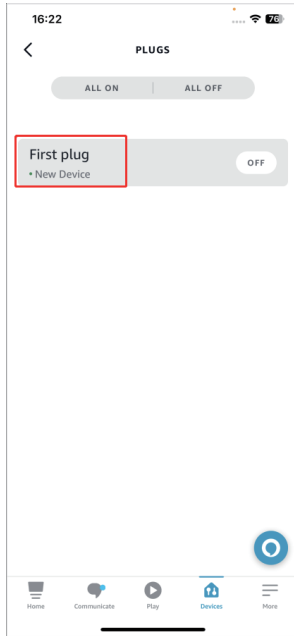 16:22
76
PLUGS
ALL ON
ALL OFF
First plug
• New Device
OFF
Home
Communicate
Play
Devices
More